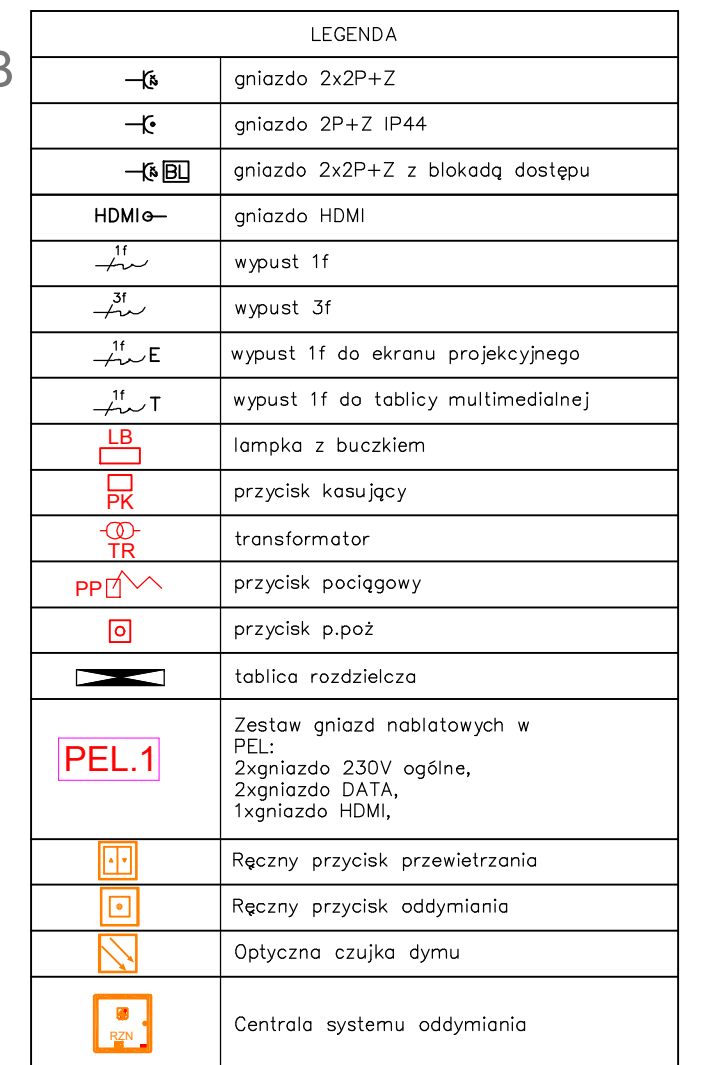 LEGENDA
B
gniazdo 2x2P+Z
gniazdo 2P+Z IP44
BL gniazdo 2x2P+Z z blokadą dostępu
HDMI gniazdo HDMI
1f wypust 1f
3f wypust 3f
1f E wypust 1f do ekranu projekcyjnego
1f T wypust 1f do tablicy multimedialnej
LB lampka z buczkiem
PK przycisk kasujący
TR transformator
PP przycisk pociągowy
przycisk p.poż
tablica rozdzielcza
PEL.1
Zestaw gniazd nablatowych w
PEL:
2xgniazdo 230V ogólne,
2xgniazdo DATA,
1xgniazdo HDMI,
Ręczny przycisk przewietrzania
Ręczny przycisk oddymiania
Optyczna czujka dymu
RZN Centrala systemu oddymiania